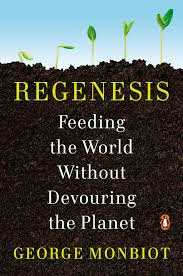 REGENESIS
Feeding
the World
Without
Devouring
the Planet
GEORGE MONBIOT